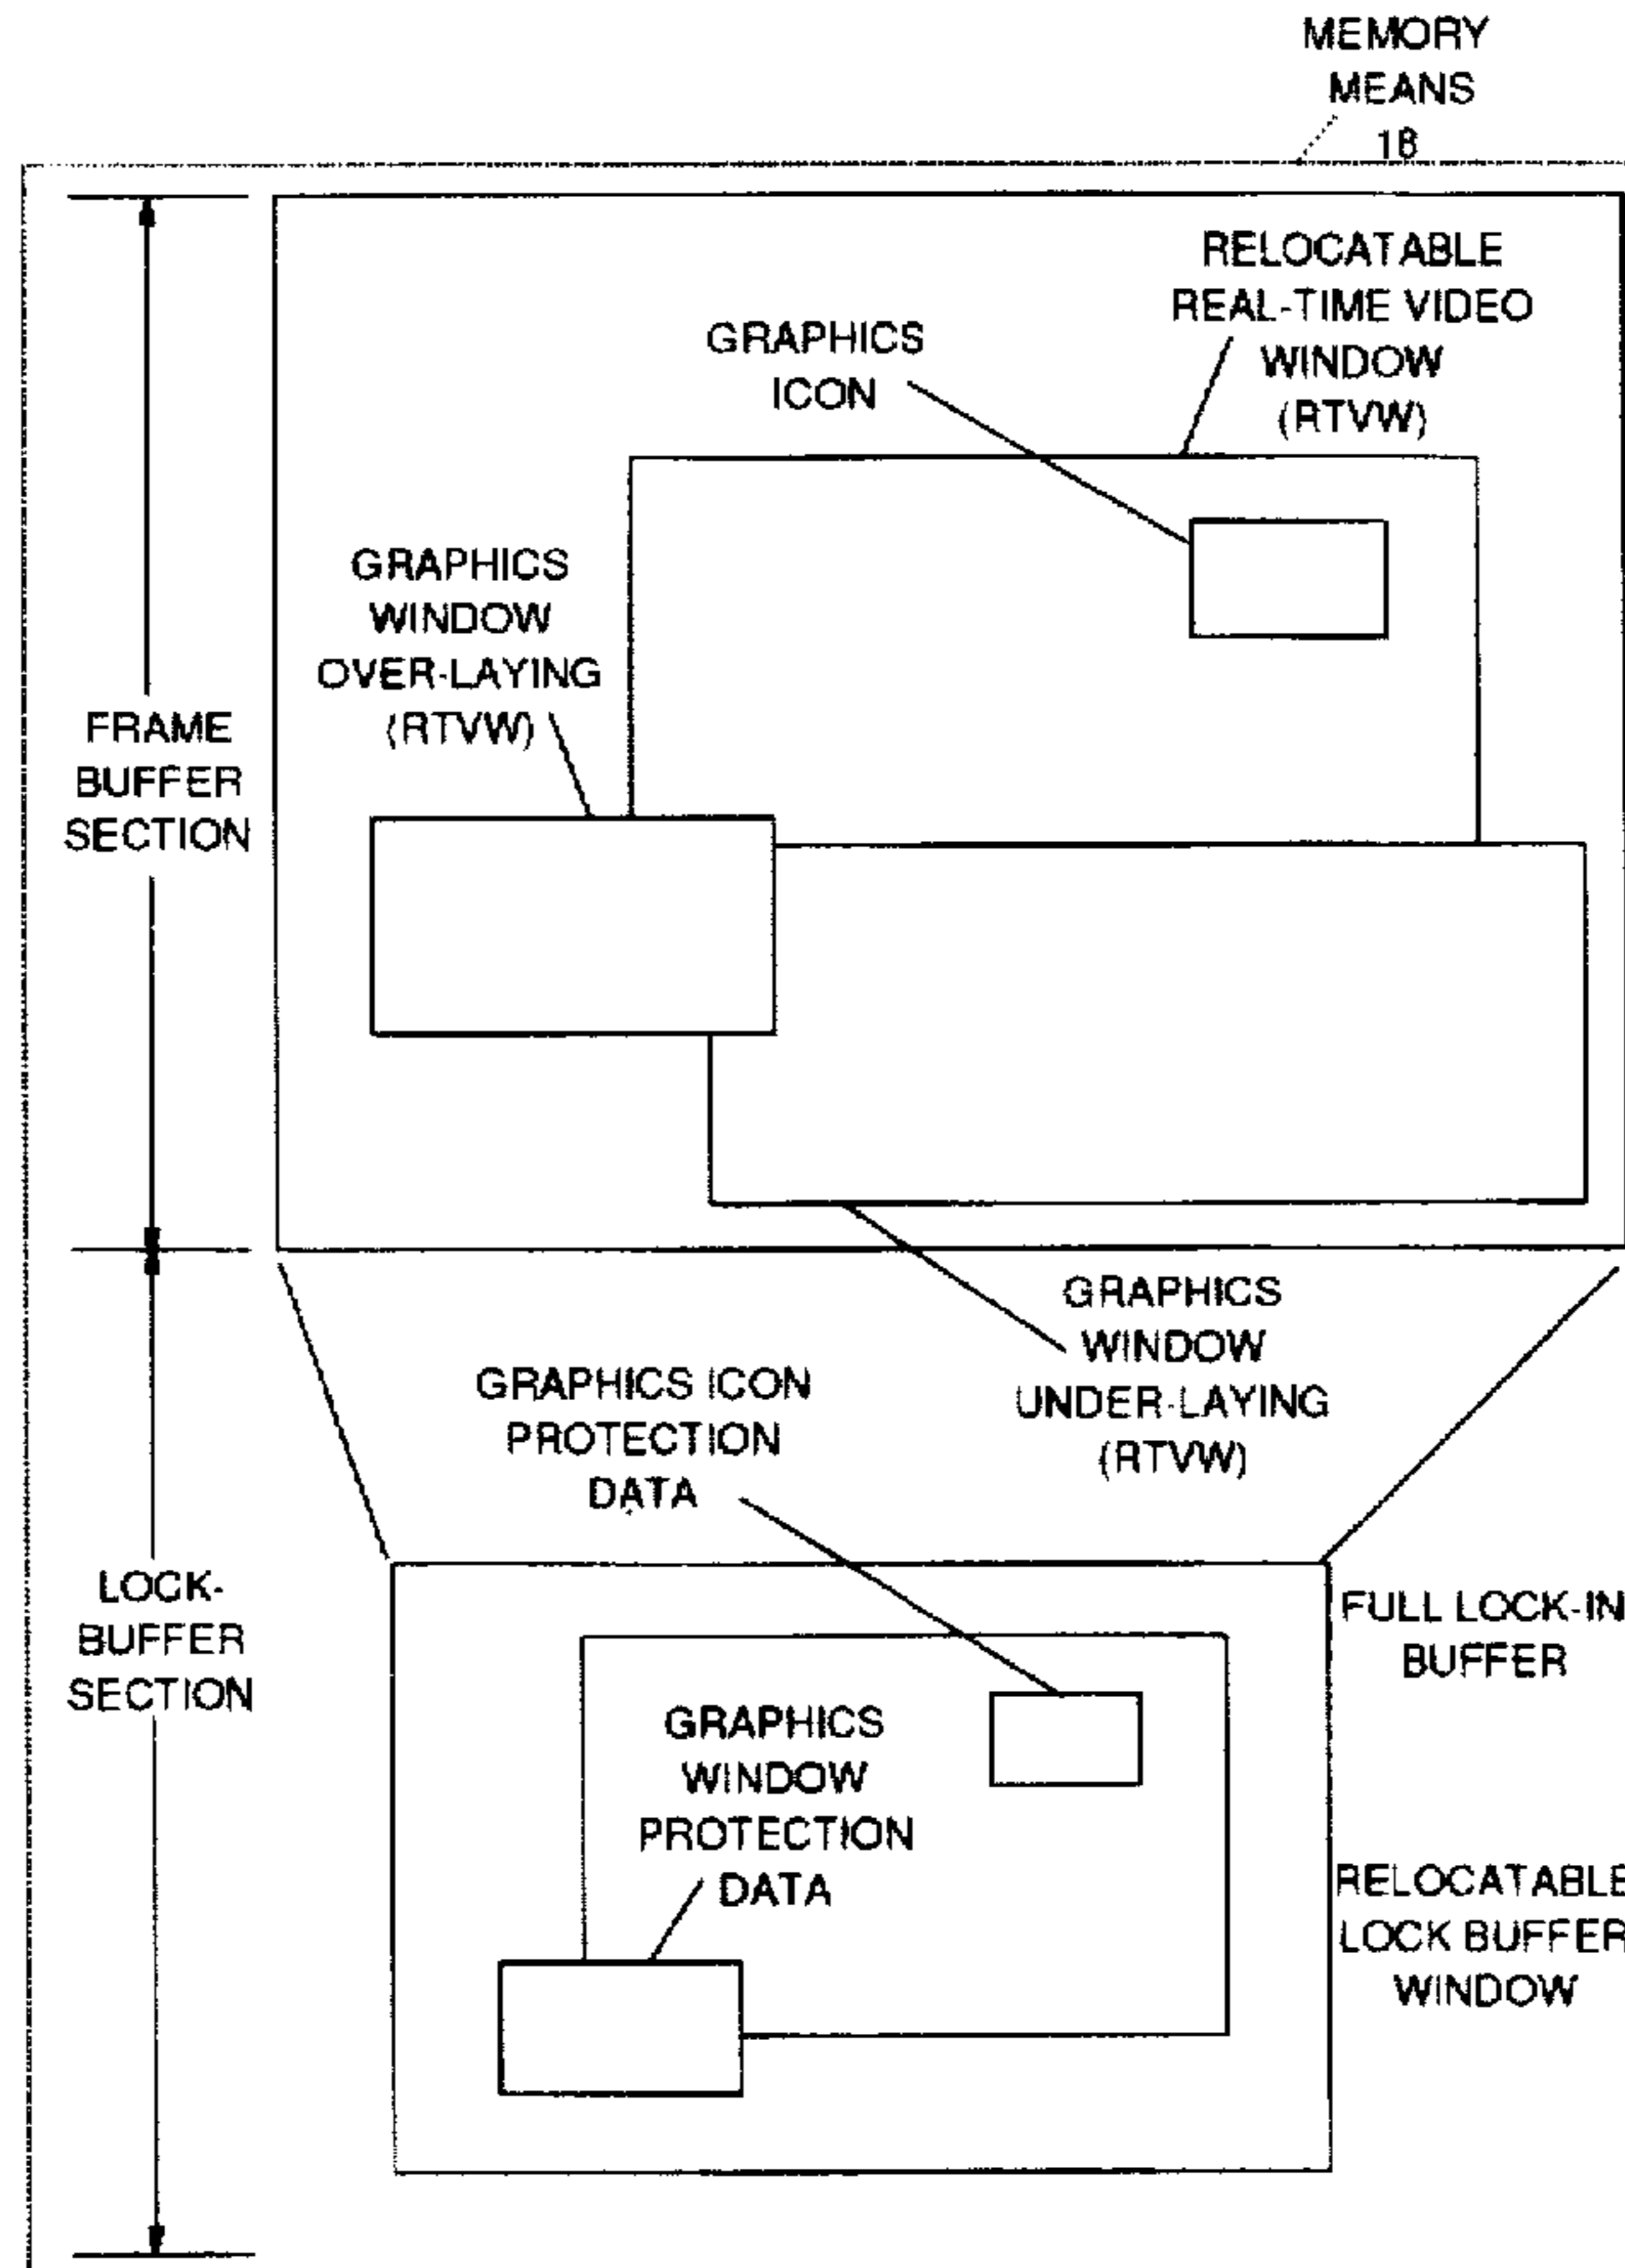 MEMORY
MEANS
18
RELOCATABLE
REAL-TIME VIDEO
WINDOW
(RTVW)
GRAPHICS
ICON
GRAPHICS
WINDOW
OVER-LAYING
(RTVW)
FRAME
BUFFER
SECTION
GRAPHICS
WINDOW
UNDER-LAYING
(RTVW)
GRAPHICS ICON
PROTECTION
DATA
LOCK-
BUFFER
SECTION
FULL LOCK-IN
BUFFER
GRAPHICS
WINDOW
PROTECTION
DATA
RELOCATABLE
LOCK BUFFER
WINDOW